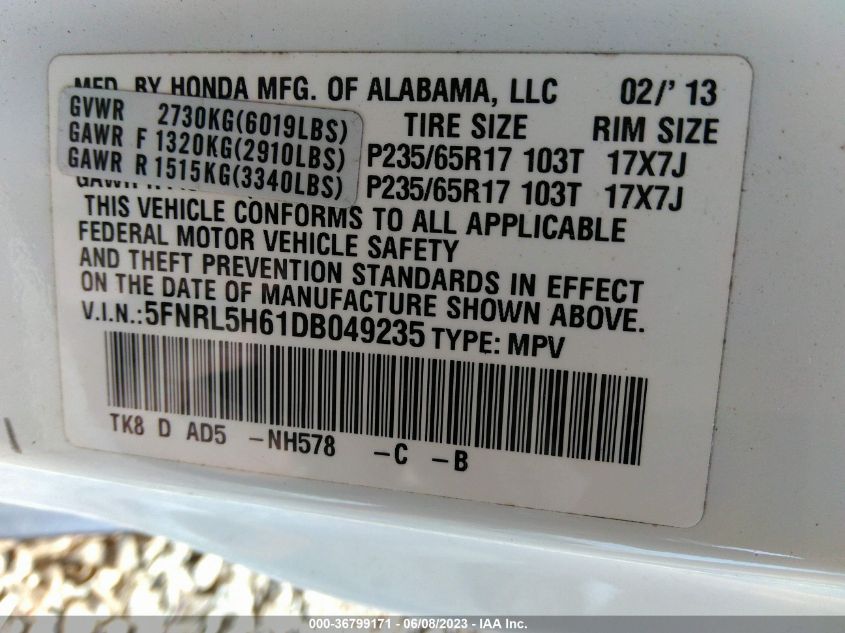 MFD. BY HONDA MFG. OF ALABAMA, LLC 02/' 13
GVWR 2730KG(6019LBS) TIRE SIZE RIM SIZE
GAWR F 1320KG(2910LBS) P235/65R17 103T 17X7J
GAWR R 1515KG(3340LBS) P235/65R17 103T 17X7J
THIS VEHICLE CONFORMS TO ALL APPLICABLE
FEDERAL MOTOR VEHICLE SAFETY
AND THEFT PREVENTION STANDARDS IN EFFECT
ON THE DATE OF MANUFACTURE SHOWN ABOVE.
V.I.N.:5FNRL5H61DB049235 TYPE: MPV
TK8 D AD5 -NH578 -C -B
000-36799171 - 06/08/2023 - IAA Inc.